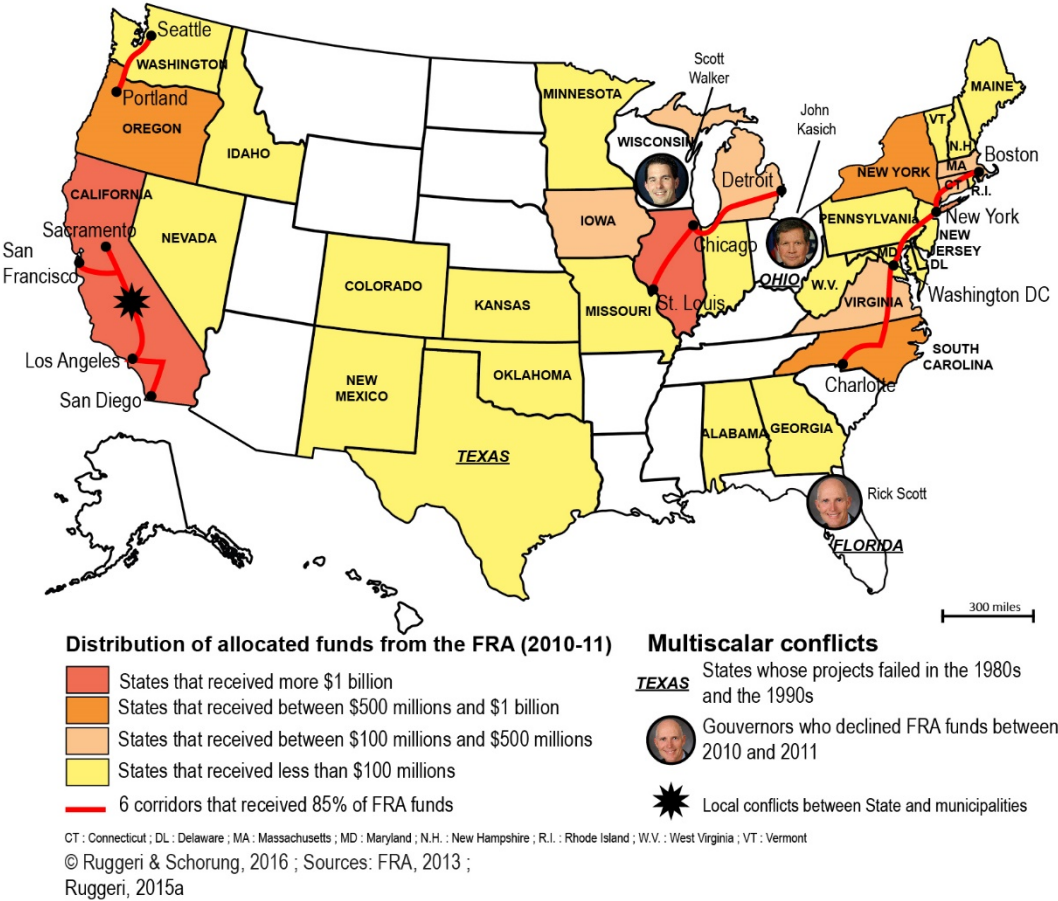 Seattle
WASHINGTON
Portland
OREGON
IDAHO
CALIFORNIA
Sacramento
San
Francisco
NEVADA
Los Angeles
San Diego
COLORADO
KANSAS
NEW
MEXICO
OKLAHOMA
TEXAS
MINNESOTA
IOWA
MISSOURI
WISCONSIN
Scott
Walker
John
Kasich
Detroit
Chicago
St. Louis
OHIO
MAINE
VT
N.H
MA
Boston
CT
R.I.
NEW YORK
PENNSYLVANIA
New York
NEW
JERSEY
MD
DL
Washington DC
W.V.
VIRGINIA
SOUTH
CAROLINA
Charlotte
ALABAMA
GEORGIA
Rick Scott
FLORIDA
300 miles
Distribution of allocated funds from the FRA (2010-11)
States that received more $1 billion
States that received between $500 millions and $1 billion
States that received between $100 millions and $500 millions
States that received less than $100 millions
6 corridors that received 85% of FRA funds
Multiscalar conflicts
TEXAS
States whose projects failed in the 1980s
and the 1990s
Gouvernors who declined FRA funds between
2010 and 2011
Local conflicts between State and municipalities
CT : Connecticut ; DL : Delaware ; MA : Massachusetts ; MD : Maryland ; N.H. : New Hampshire ; R.I. : Rhode Island ; W.V. : West Virginia ; VT : Vermont
© Ruggeri & Schorung, 2016 ; Sources: FRA, 2013 ;
Ruggeri, 2015a